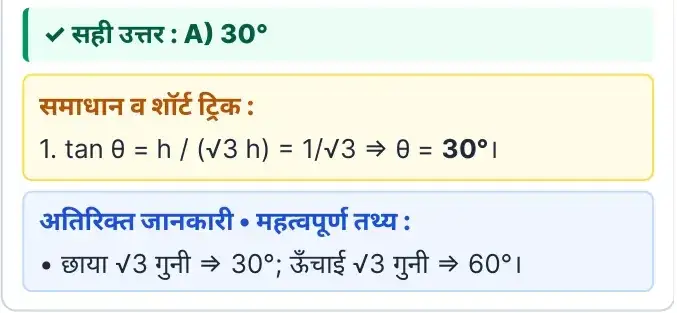 ✓ सही उत्तर : A) 30°
समाधान व शॉर्ट ट्रिक :
1. tan θ = h / (√3 h) = 1/√3 ⇒ θ = 30°।
अतिरिक्त जानकारी • महत्वपूर्ण तथ्य :
• छाया √3 गुनी ⇒ 30°; ऊँचाई √3 गुनी ⇒ 60°।